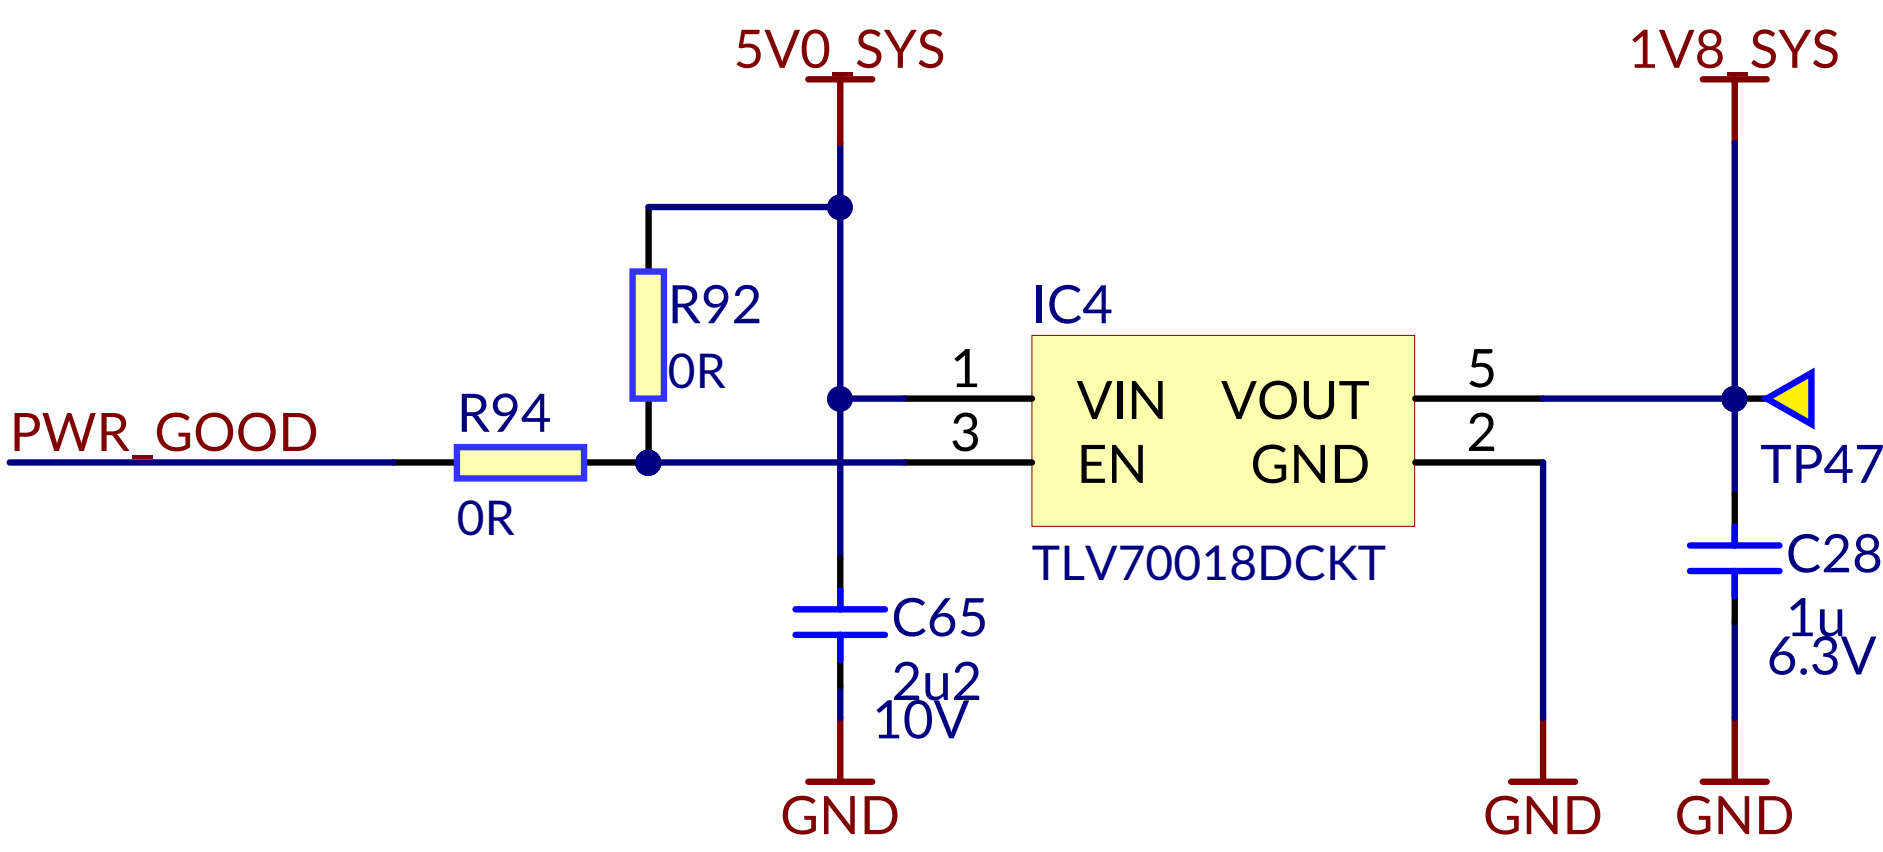 5V0_SYS
1V8_SYS
R92
0R
IC4
1
VIN
VOUT
5
3
EN
GND
2
PWR_GOOD
R94
0R
TP47
TLV70018DCKT
C28
1u
6.3V
C65
2u2
10V
GND
GND
GND